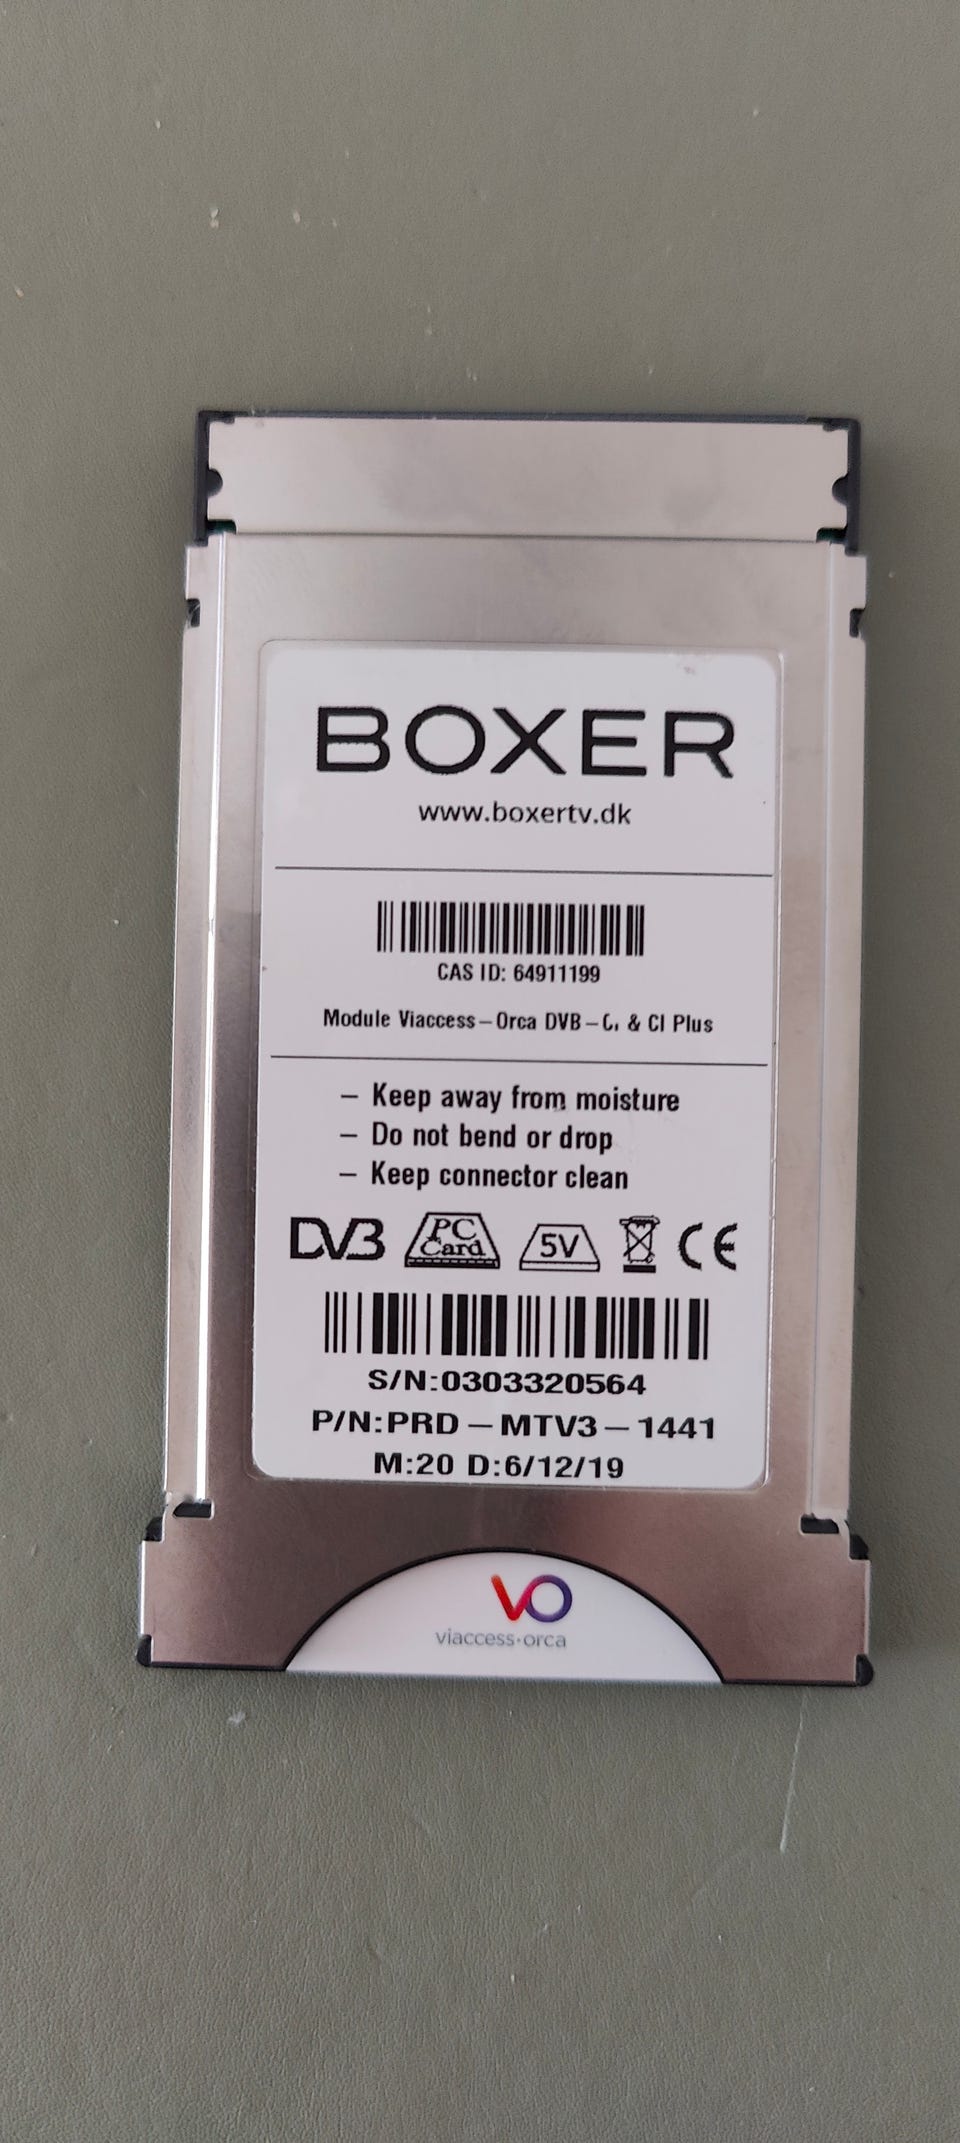 BOXER
www.boxertv.dk
CAS ID: 64911199
Module Viaccess-Orca DVB- & CI Plus
- Keep away from moisture
- Do not bend or drop
- Keep connector clean
DVB PC Card 5V CE
S/N:0303320564
P/N:PRD-MTV3-1441
M:20 D:6/12/19
VO
viaccess·orca